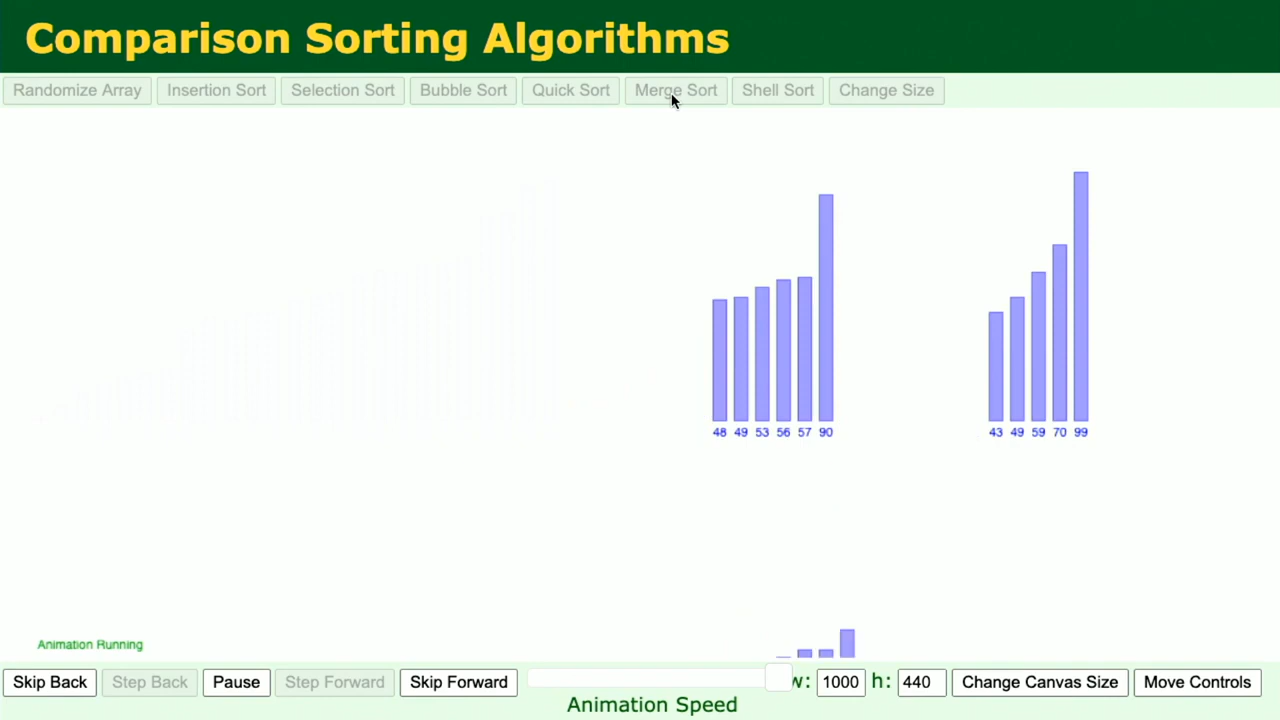 Comparison Sorting Algorithms
Randomize Array Insertion Sort Selection Sort Bubble Sort Quick Sort Merge Sort Shell Sort Change Size
48 49 53 56 57 90 43 49 59 70 99
Animation Running
Skip Back Step Back Pause Step Forward Skip Forward w: 1000 h: 440 Change Canvas Size Move Controls
Animation Speed